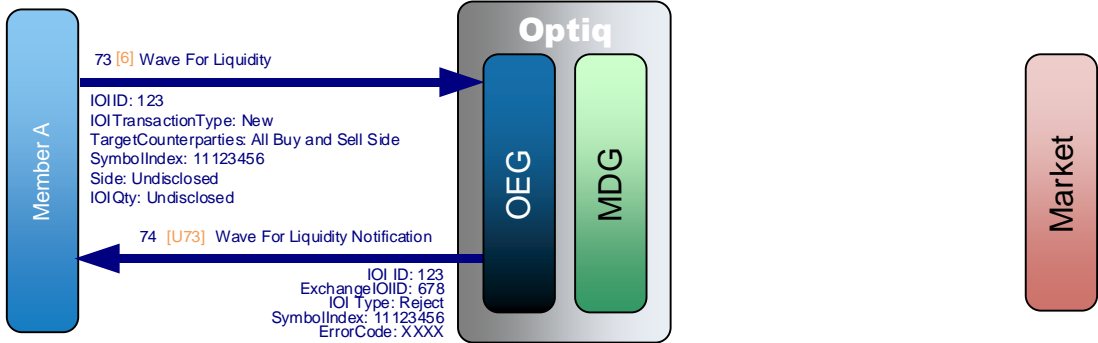 Optiq
73 [6] Wave For Liquidity
IOIID: 123
IOITransactionType: New
TargetCounterparties: All Buy and Sell Side
SymbolIndex: 11123456
Side: Undisclosed
IOIQty: Undisclosed
Member A
OEG
MDG
Market
74 [U73] Wave For Liquidity Notification
IOI ID: 123
ExchangeIOIID: 678
IOI Type: Reject
SymbolIndex: 11123456
ErrorCode: XXXX